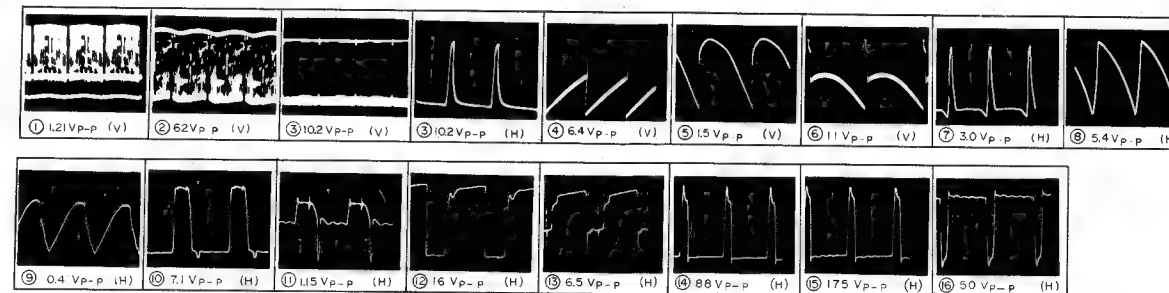 ① 1.21 Vp-p (V)
② 62 Vp-p (V)
③ 10.2 Vp-p (V)
③ 10.2 Vp-p (H)
④ 6.4 Vp-p (V)
⑤ 1.5 Vp-p (V)
⑥ 11 Vp-p (V)
⑦ 3.0 Vp-p (H)
⑧ 5.4 Vp-p (H
⑨ 0.4 Vp-p (H)
⑩ 7.1 Vp-p (H)
⑪ 1.15 Vp-p (H)
⑫ 16 Vp-p (H)
⑬ 6.5 Vp-p (H)
⑭ 88 Vp-p (H)
⑮ 175 Vp-p (H)
⑯ 50 Vp-p (H)